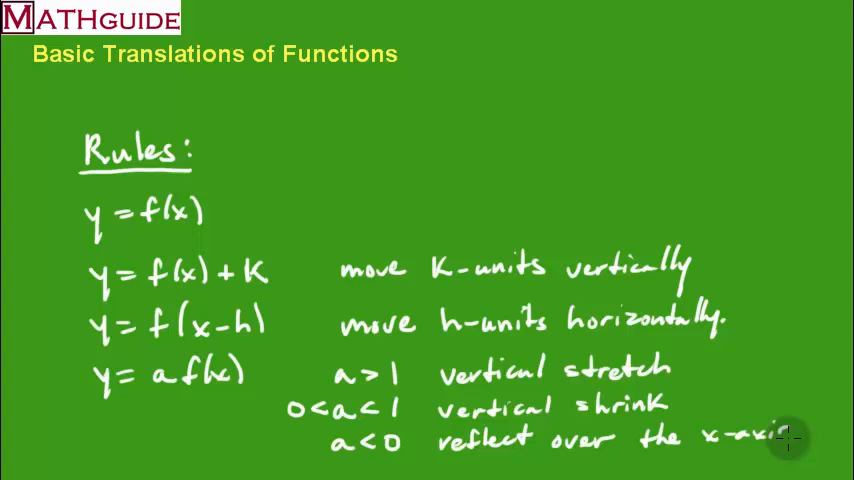 MATHGUIDE
Basic Translations of Functions
Rules:
y = f(x)
y = f(x) + K move K-units vertically
y = f(x-h) move h-units horizontally.
y = a f(x) a > 1 vertical stretch
0 < a < 1 vertical shrink
a < 0 reflect over the x-axis